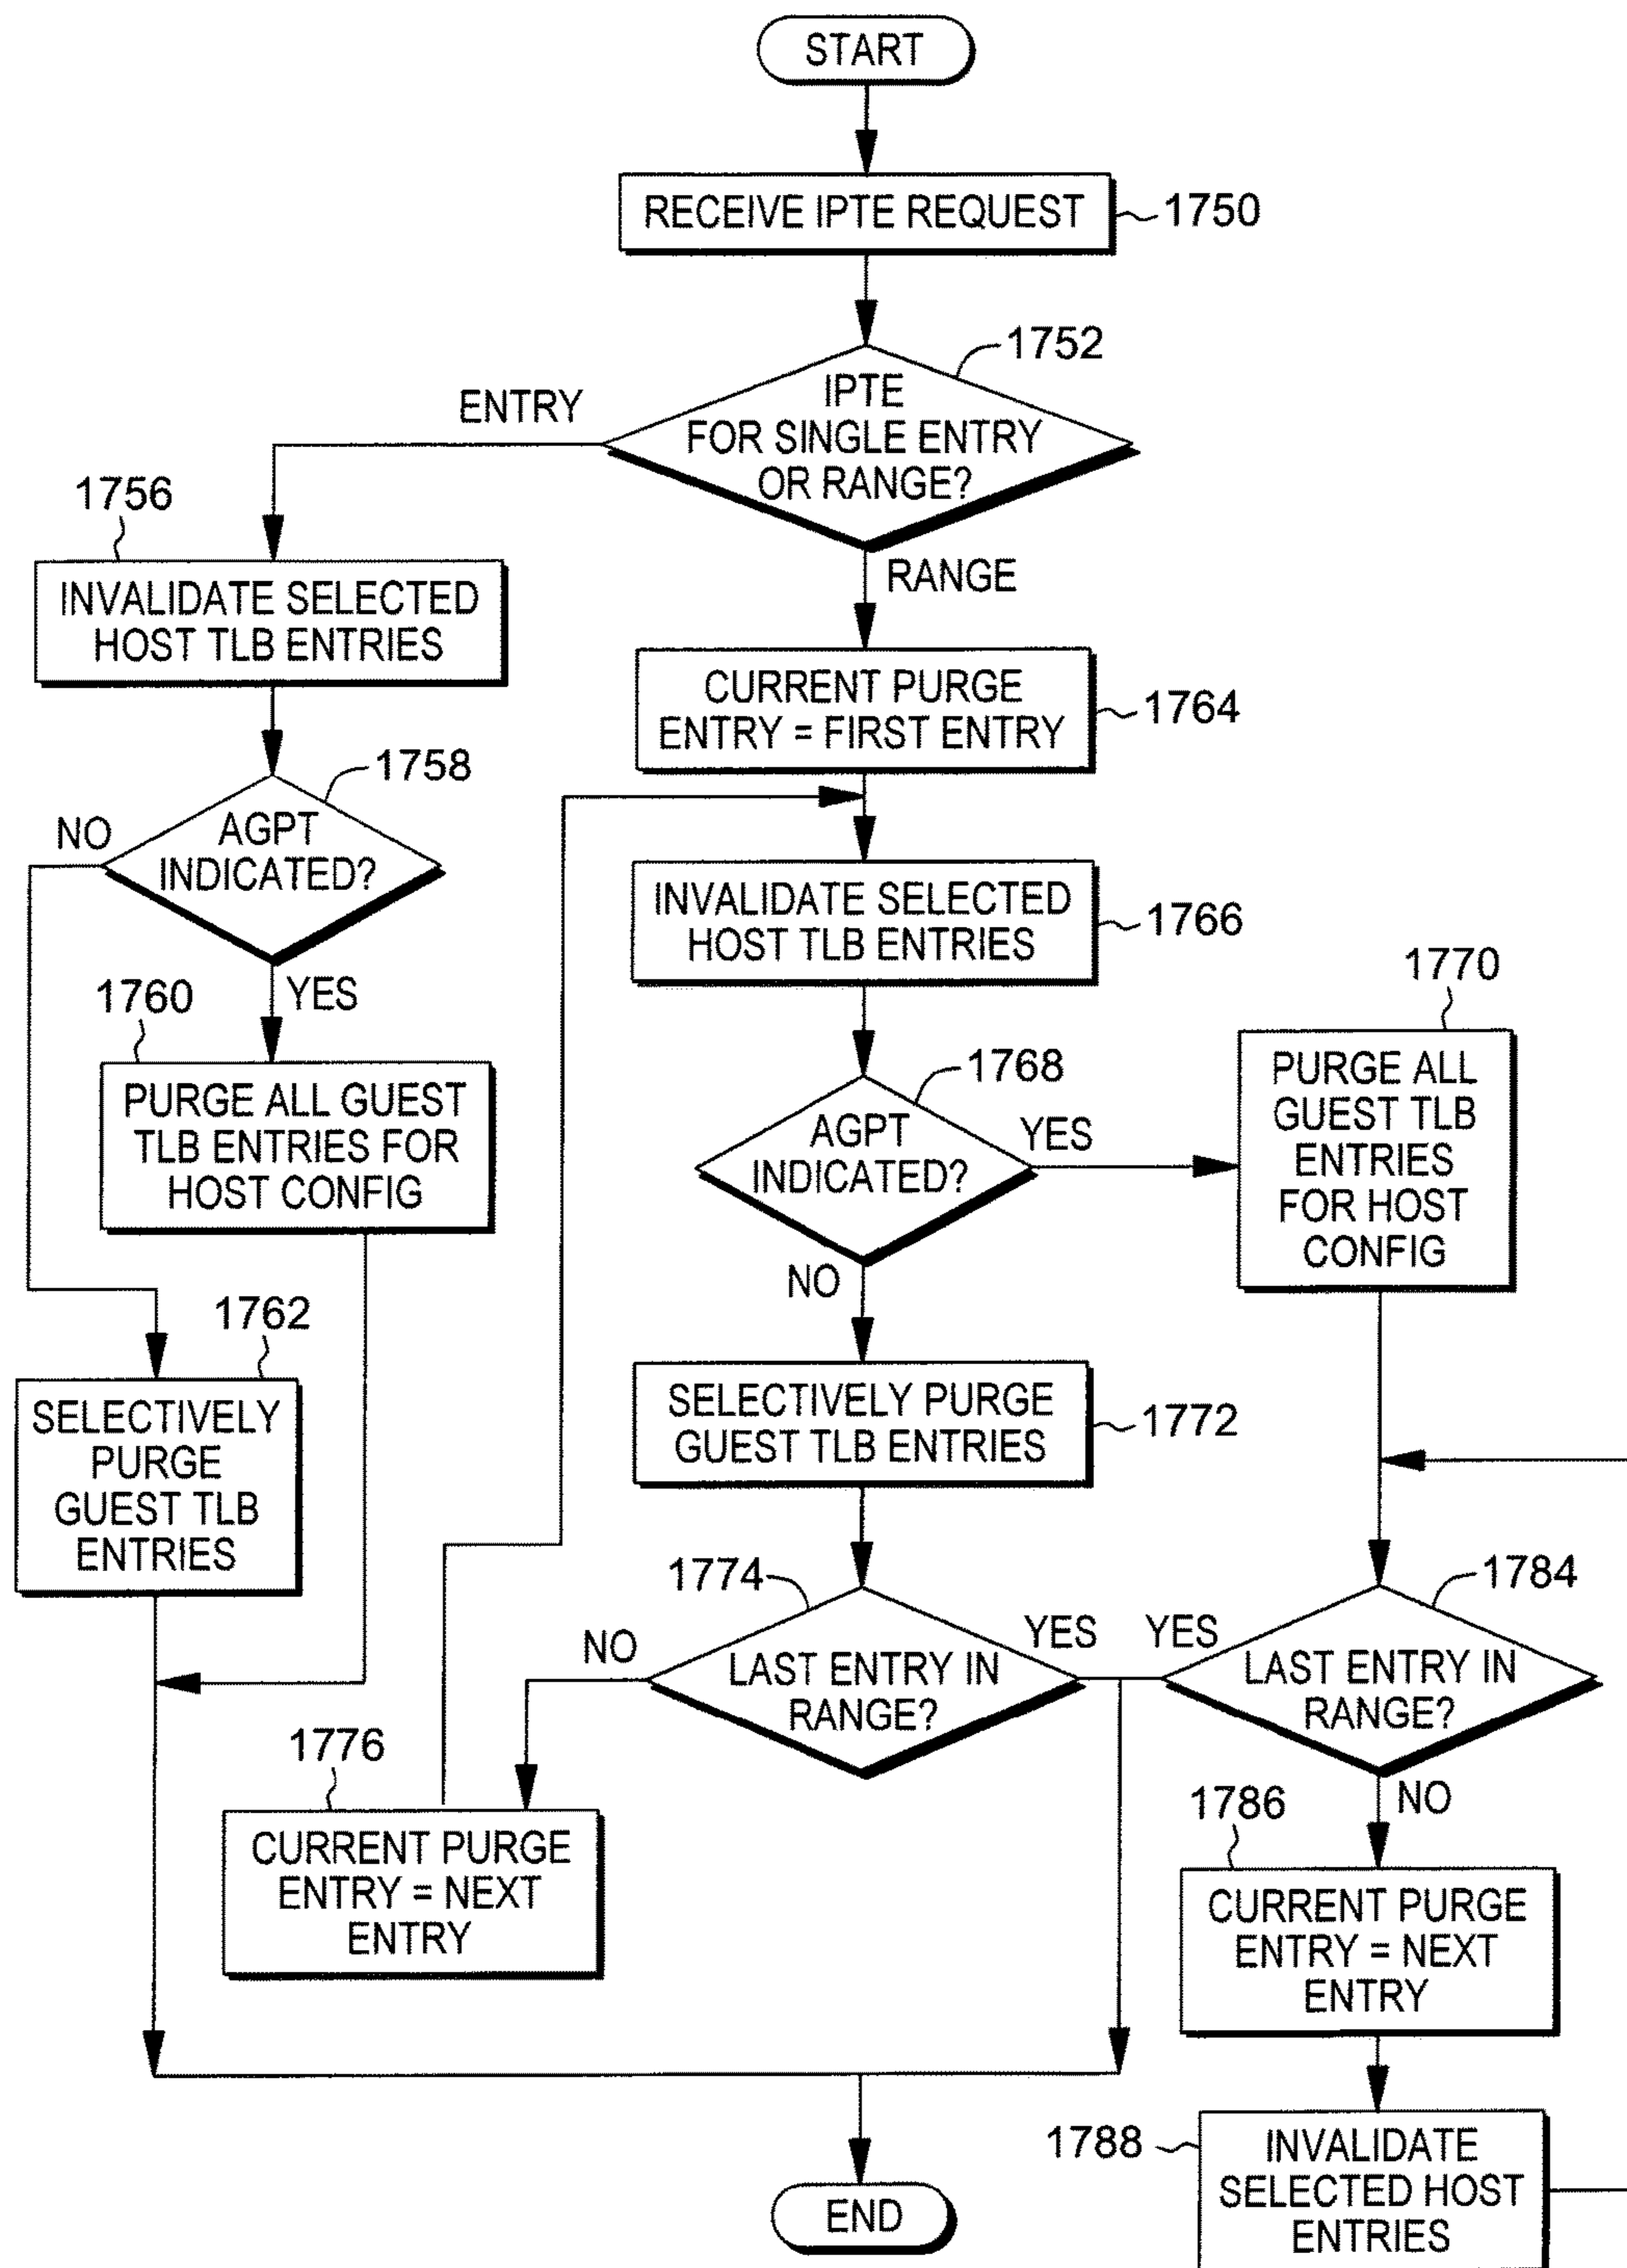 START
RECEIVE IPTE REQUEST
1750
1752
IPTE
FOR SINGLE ENTRY
OR RANGE?
ENTRY
RANGE
1756
INVALIDATE SELECTED
HOST TLB ENTRIES
1758
AGPT
INDICATED?
NO
YES
1760
PURGE ALL GUEST
TLB ENTRIES FOR
HOST CONFIG
1762
SELECTIVELY
PURGE
GUEST TLB
ENTRIES
CURRENT PURGE
ENTRY = FIRST ENTRY
1764
INVALIDATE SELECTED
HOST TLB ENTRIES
1766
1768
AGPT
INDICATED?
YES
NO
1770
PURGE ALL
GUEST TLB
ENTRIES
FOR HOST
CONFIG
SELECTIVELY PURGE
GUEST TLB ENTRIES
1772
1774
LAST ENTRY IN
RANGE?
NO
YES
1776
CURRENT PURGE
ENTRY = NEXT
ENTRY
1784
YES
LAST ENTRY IN
RANGE?
NO
1786
CURRENT PURGE
ENTRY = NEXT
ENTRY
1788
INVALIDATE
SELECTED HOST
ENTRIES
END